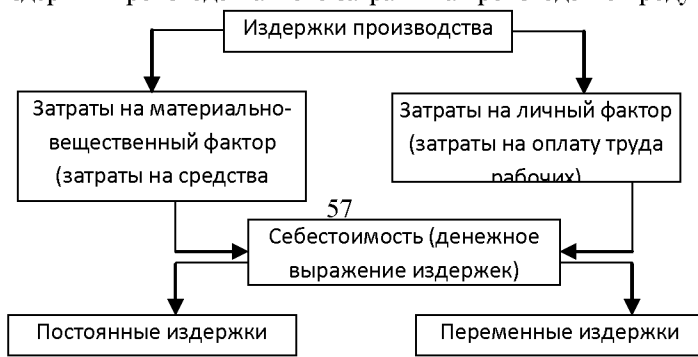 Издержки производства
Затраты на материально-
вещественный фактор
(затраты на средства
Затраты на личный фактор
(затраты на оплату труда
рабочих)
57
Себестоимость (денежное
выражение издержек)
Постоянные издержки
Переменные издержки